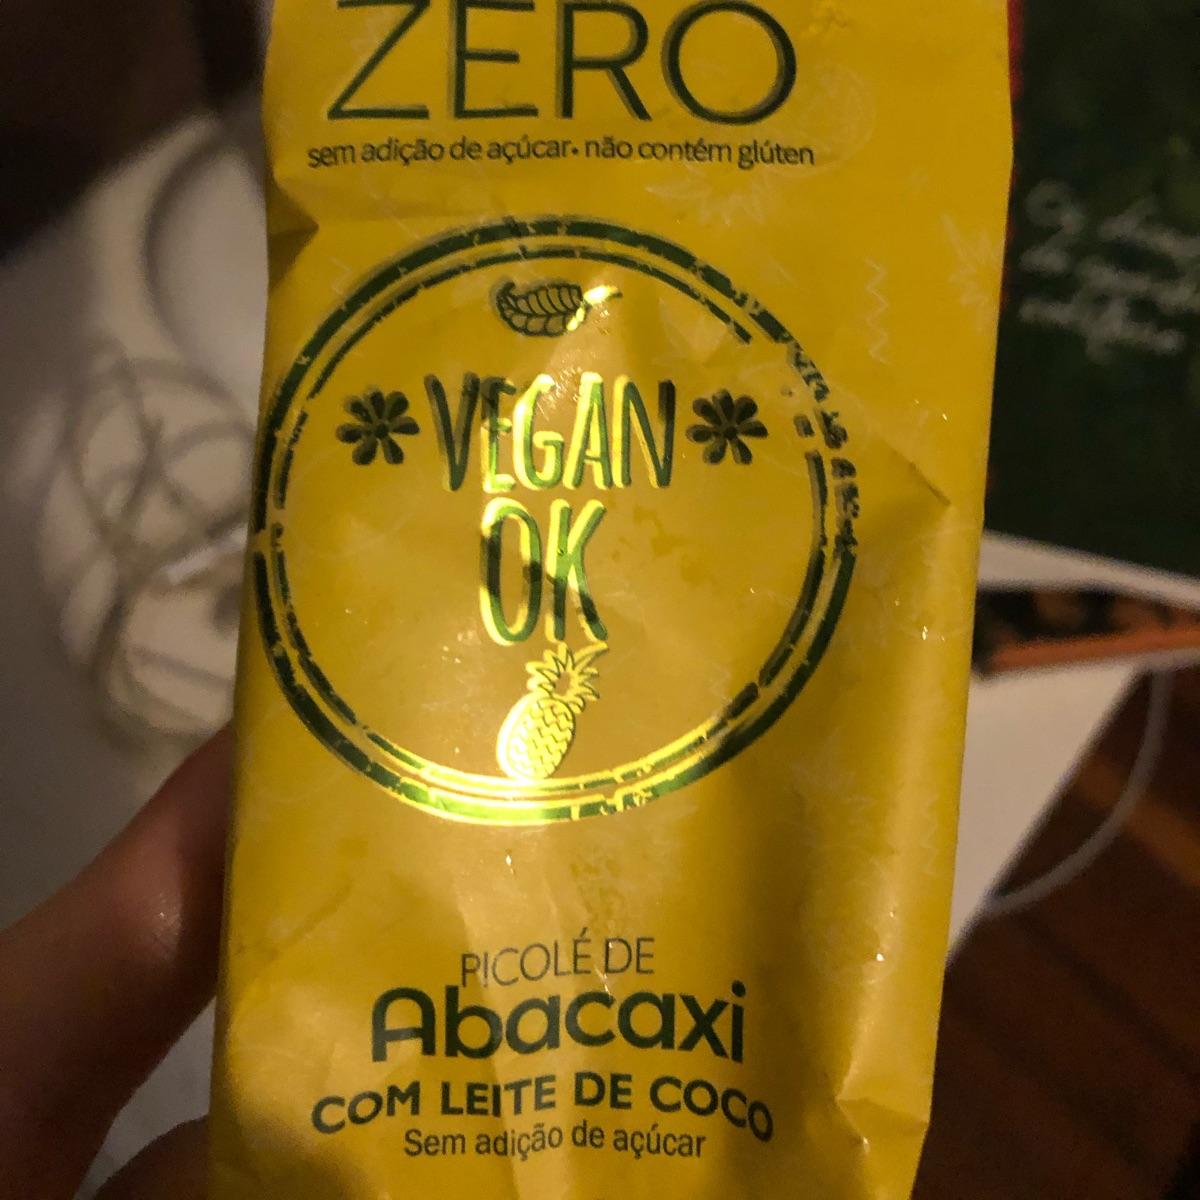 ZERO
sem adição de açúcar• não contém glúten
VEGAN
OK
PICOLÉ DE
Abacaxi
COM LEITE DE COCO
Sem adição de açúcar